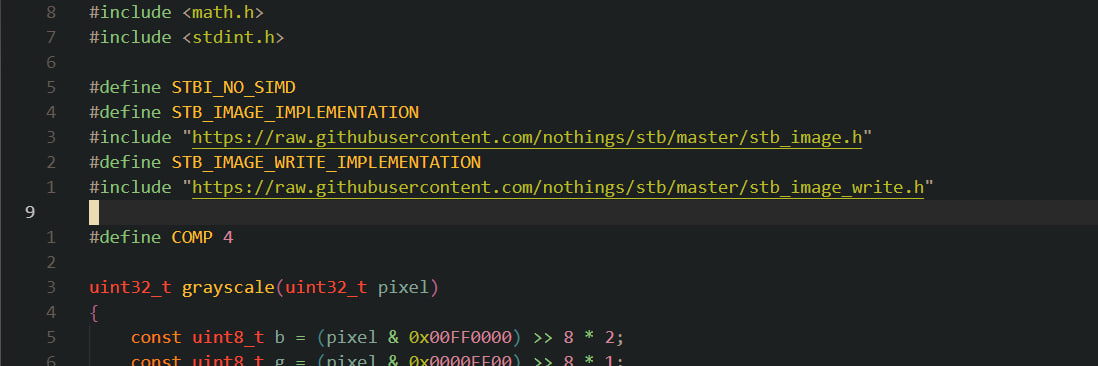 8 #include <math.h>
7 #include <stdint.h>
6
5 #define STBI_NO_SIMD
4 #define STB_IMAGE_IMPLEMENTATION
3 #include "https://raw.githubusercontent.com/nothings/stb/master/stb_image.h"
2 #define STB_IMAGE_WRITE_IMPLEMENTATION
1 #include "https://raw.githubusercontent.com/nothings/stb/master/stb_image_write.h"
9
1 #define COMP 4
2
3 uint32_t grayscale(uint32_t pixel)
4 {
5     const uint8_t b = (pixel & 0x00FF0000) >> 8 * 2;
6     const uint8_t g = (pixel & 0x0000FF00) >> 8 * 1;